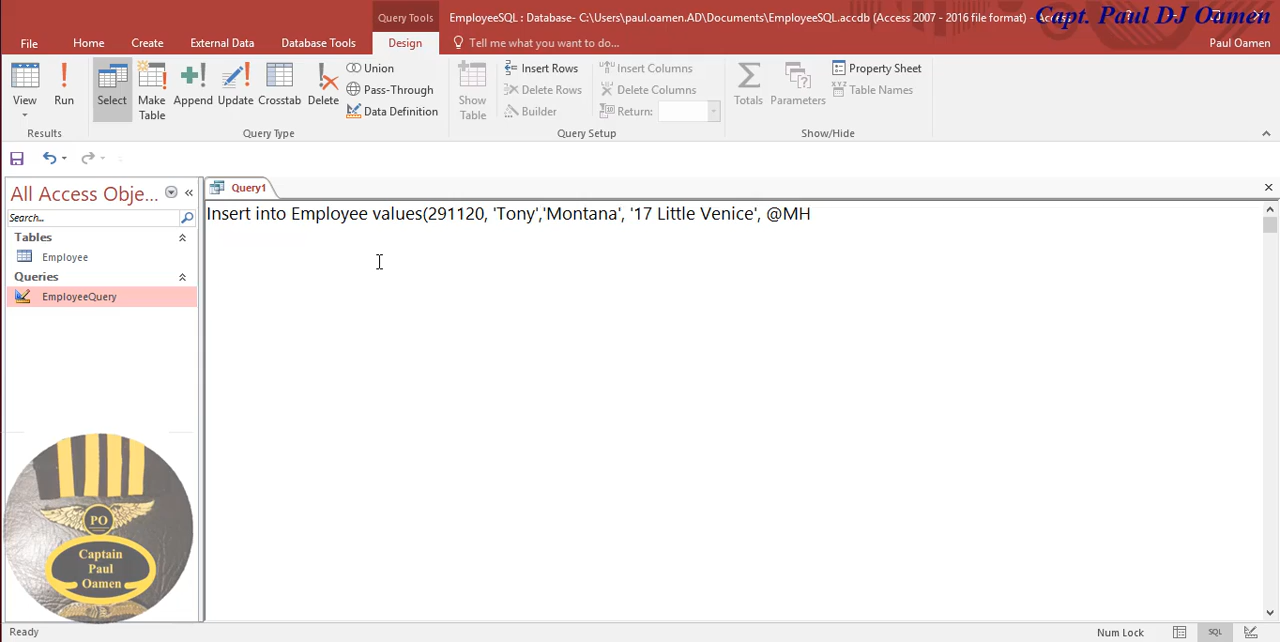 Query Tools
EmployeeSQL : Database- C:\Users\paul.oamen.AD\Documents\EmployeeSQL.accdb (Access 2007 - 2016 file format) -
Capt. Paul DJ Oamen
File
Home
Create
External Data
Database Tools
Design
Tell me what you want to do...
Paul Oamen
View
Run
Select
Make Table
Append
Update
Crosstab
Delete
Union
Pass-Through
Data Definition
Show Table
Insert Rows
Delete Rows
Builder
Insert Columns
Delete Columns
Return:
Totals
Parameters
Property Sheet
Table Names
Results
Query Type
Query Setup
Show/Hide
All Access Obje...
Search...
Tables
Employee
Queries
EmployeeQuery
Query1
Insert into Employee values(291120, 'Tony','Montana', '17 Little Venice', @MH
PO
Captain
Paul
Oamen
Ready
Num Lock
SQL